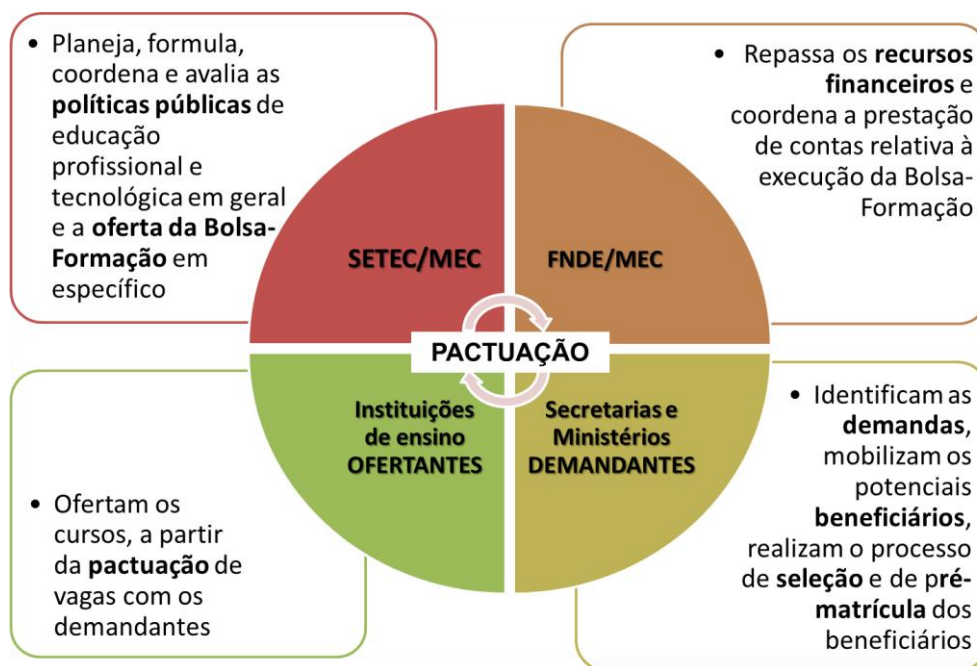 • Planeja, formula,
coordena e avalia as
políticas públicas de
educação
profissional e
tecnológica em geral
e a oferta da Bolsa-
Formação em
específico
• Repassa os recursos
financeiros e
coordena a prestação
de contas relativa à
execução da Bolsa-
Formação
SETEC/MEC
FNDE/MEC
PACTUAÇÃO
Instituições
de ensino
OFERTANTES
Secretarias e
Ministérios
DEMANDANTES
• Ofertam os
cursos, a partir
da pactuação de
vagas com os
demandantes
• Identificam as
demandas,
mobilizam os
potenciais
beneficiários,
realizam o processo
de seleção e de pré-
matrícula dos
beneficiários